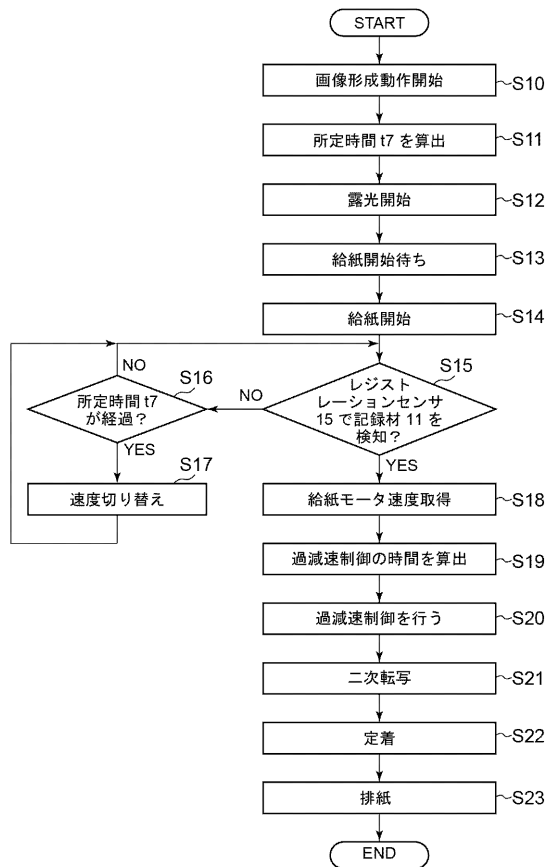 START
画像形成動作開始
S10
所定時間 t7 を算出
S11
露光開始
S12
給紙開始待ち
S13
給紙開始
S14
NO
S16
所定時間 t7
が経過？
YES
S17
速度切り替え
NO
S15
レジスト
レーションセンサ
15 で記録材 11 を
検知？
YES
給紙モータ速度取得
S18
過減速制御の時間を算出
S19
過減速制御を行う
S20
二次転写
S21
定着
S22
排紙
S23
END